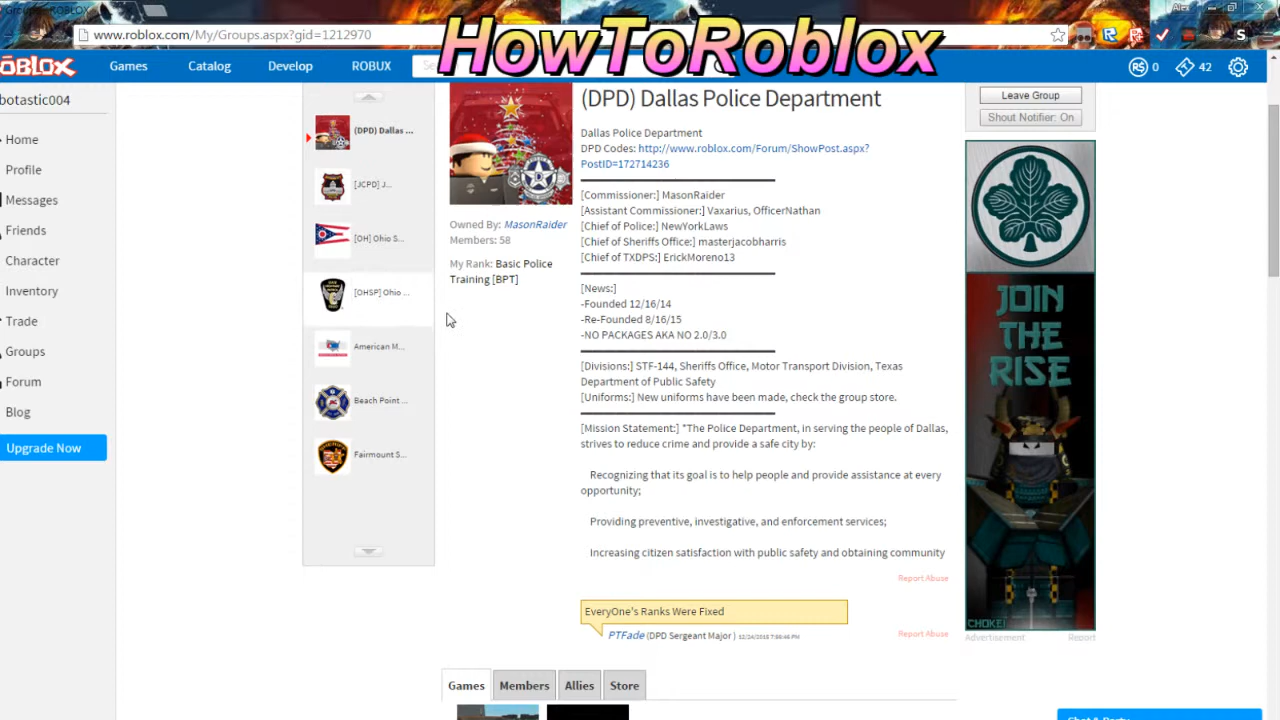 Alex
www.roblox.com/My/Groups.aspx?gid=1212970
HowToRoblox
Games Catalog Develop ROBUX
0 42
botastic004
Home
Profile
Messages
Friends
Character
Inventory
Trade
Groups
Forum
Blog
Upgrade Now
(DPD) Dallas ...
[JCPD] J...
[OH] Ohio S...
[OHSP] Ohio ...
American M...
Beach Point ...
Fairmount S...
Owned By: MasonRaider
Members: 58
My Rank: Basic Police
Training [BPT]
(DPD) Dallas Police Department
Dallas Police Department
DPD Codes: http://www.roblox.com/Forum/ShowPost.aspx?
PostID=172714236
[Commissioner:] MasonRaider
[Assistant Commissioner:] Vaxarius, OfficerNathan
[Chief of Police:] NewYorkLaws
[Chief of Sheriffs Office:] masterjacobharris
[Chief of TXDPS:] ErickMoreno13
[News:]
-Founded 12/16/14
-Re-Founded 8/16/15
-NO PACKAGES AKA NO 2.0/3.0
[Divisions:] STF-144, Sheriffs Office, Motor Transport Division, Texas
Department of Public Safety
[Uniforms:] New uniforms have been made, check the group store.
[Mission Statement:] "The Police Department, in serving the people of Dallas,
strives to reduce crime and provide a safe city by:
Recognizing that its goal is to help people and provide assistance at every
opportunity;
Providing preventive, investigative, and enforcement services;
Increasing citizen satisfaction with public safety and obtaining community
Report Abuse
EveryOne's Ranks Were Fixed
PTFade (DPD Sergeant Major )
Report Abuse
Games Members Allies Store
Leave Group
Shout Notifier: On
JOIN
THE
RISE
CHOKEI
Advertisement Report
Chat & Party